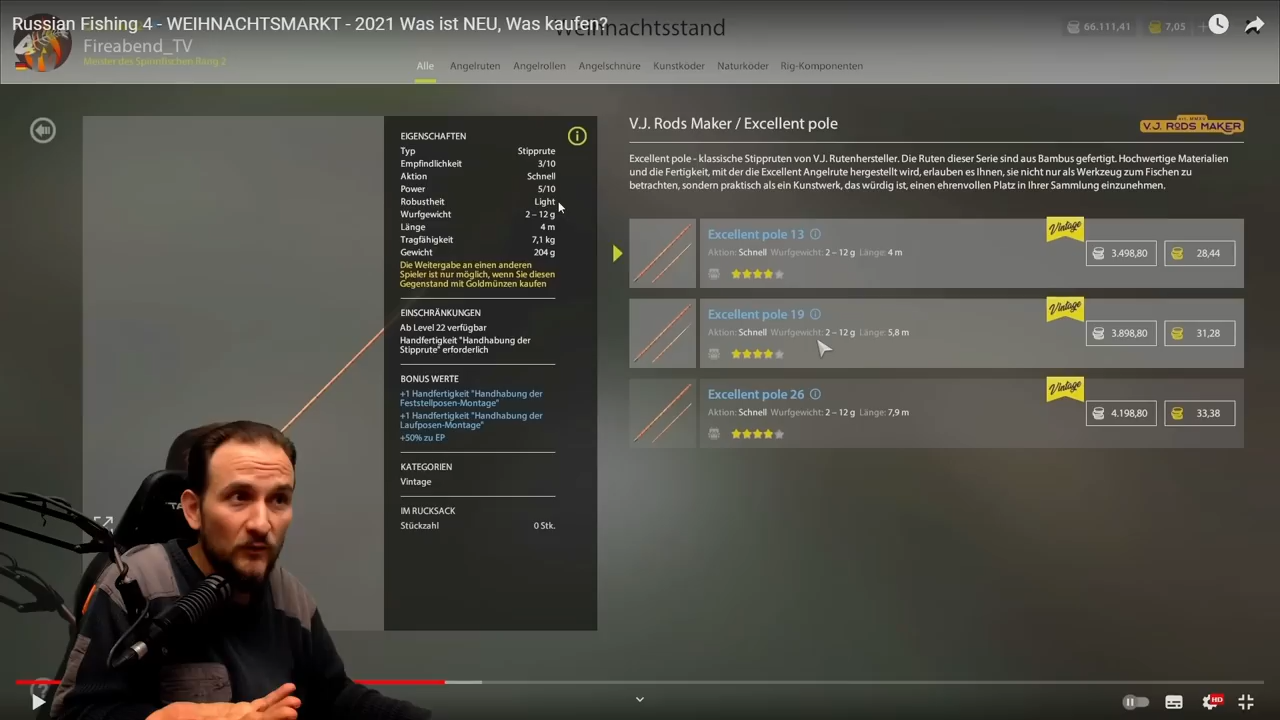 Russian Fishing 4 - WEIHNACHTSMARKT - 2021 Was ist NEU, Was kaufen?
Weihnachtsstand
66.111,41
7,05
Fireabend_TV
Meister des Spinnfischen Rang 2
Alle
Angelruten
Angelrollen
Angelschnüre
Kunstköder
Naturköder
Rig-Komponenten
EIGENSCHAFTEN
Typ Stipprute
Empfindlichkeit 3/10
Aktion Schnell
Power 5/10
Robustheit Light
Wurfgewicht 2 – 12 g
Länge 4 m
Tragfähigkeit 7,1 kg
Gewicht 204 g
Die Weitergabe an einen anderen
Spieler ist nur möglich, wenn Sie diesen
Gegenstand mit Goldmünzen kaufen
EINSCHRÄNKUNGEN
Ab Level 22 verfügbar
Handfertigkeit "Handhabung der
Stipprute" erforderlich
BONUS WERTE
+1 Handfertigkeit "Handhabung der
Feststellposen-Montage"
+1 Handfertigkeit "Handhabung der
Laufposen-Montage"
+50% zu EP
KATEGORIEN
Vintage
IM RUCKSACK
Stückzahl 0 Stk.
V.J. Rods Maker / Excellent pole
V.J. RODS MAKER
Excellent pole - klassische Stippruten von V.J. Rutenhersteller. Die Ruten dieser Serie sind aus Bambus gefertigt. Hochwertige Materialien
und die Fertigkeit, mit der die Excellent Angelrute hergestellt wird, erlauben es Ihnen, sie nicht nur als Werkzeug zum Fischen zu
betrachten, sondern praktisch als ein Kunstwerk, das würdig ist, einen ehrenvollen Platz in Ihrer Sammlung einzunehmen.
Excellent pole 13
Vintage
Aktion: Schnell Wurfgewicht: 2 – 12 g Länge: 4 m
3.498,80
28,44
Excellent pole 19
Vintage
Aktion: Schnell Wurfgewicht: 2 – 12 g Länge: 5,8 m
3.898,80
31,28
Excellent pole 26
Vintage
Aktion: Schnell Wurfgewicht: 2 – 12 g Länge: 7,9 m
4.198,80
33,38
HD